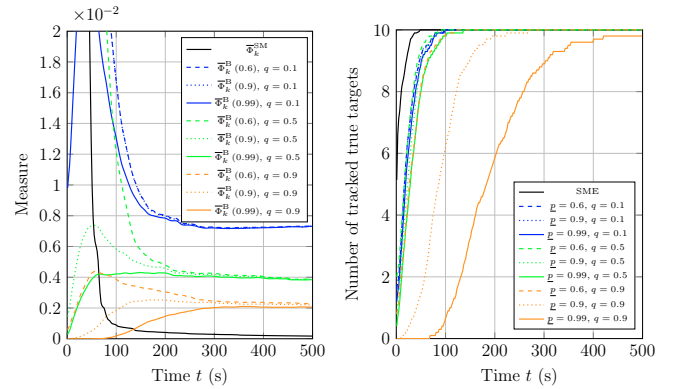 ×10⁻²
2
1.8
1.6
1.4
1.2
1
0.8
0.6
0.4
0.2
0
Measure
0 100 200 300 400 500
Time t (s)
Φ̅ₖˢᴹ
Φ̅ₖᴮ (0.6), q = 0.1
Φ̅ₖᴮ (0.9), q = 0.1
Φ̅ₖᴮ (0.99), q = 0.1
Φ̅ₖᴮ (0.6), q = 0.5
Φ̅ₖᴮ (0.9), q = 0.5
Φ̅ₖᴮ (0.99), q = 0.5
Φ̅ₖᴮ (0.6), q = 0.9
Φ̅ₖᴮ (0.9), q = 0.9
Φ̅ₖᴮ (0.99), q = 0.9
10
8
6
4
2
0
Number of tracked true targets
0 100 200 300 400 500
Time t (s)
SME
p̲ = 0.6, q = 0.1
p̲ = 0.9, q = 0.1
p̲ = 0.99, q = 0.1
p̲ = 0.6, q = 0.5
p̲ = 0.9, q = 0.5
p̲ = 0.99, q = 0.5
p̲ = 0.6, q = 0.9
p̲ = 0.9, q = 0.9
p̲ = 0.99, q = 0.9